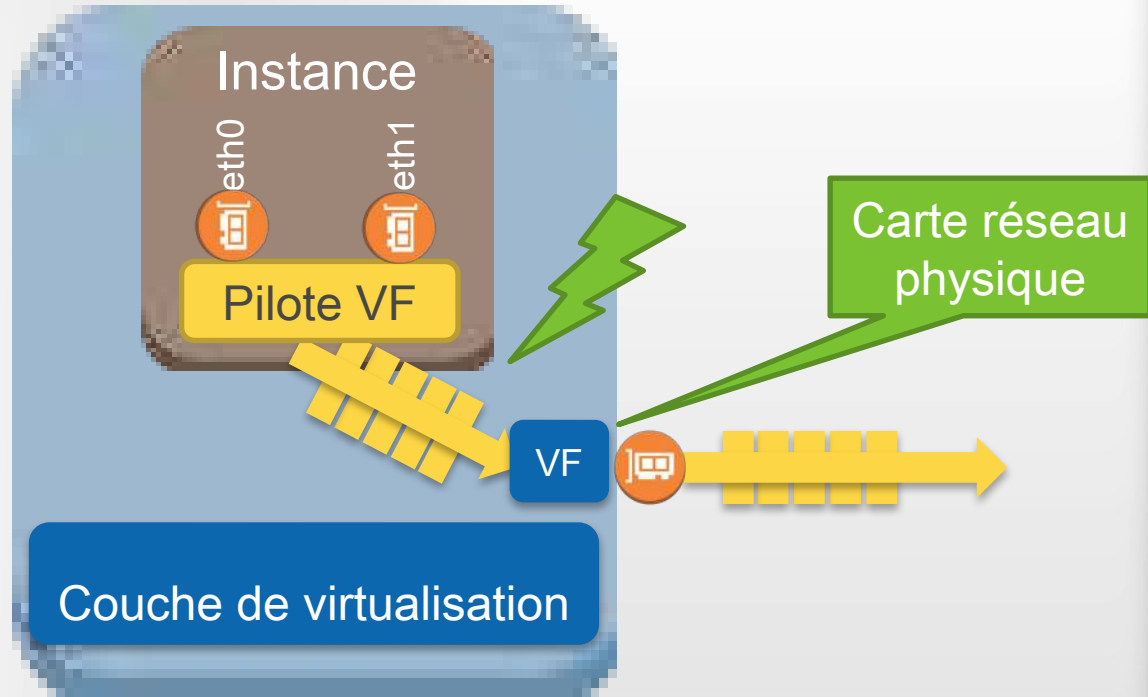 Instance
eth0
eth1
Pilote VF
Carte réseau
physique
VF
Couche de virtualisation